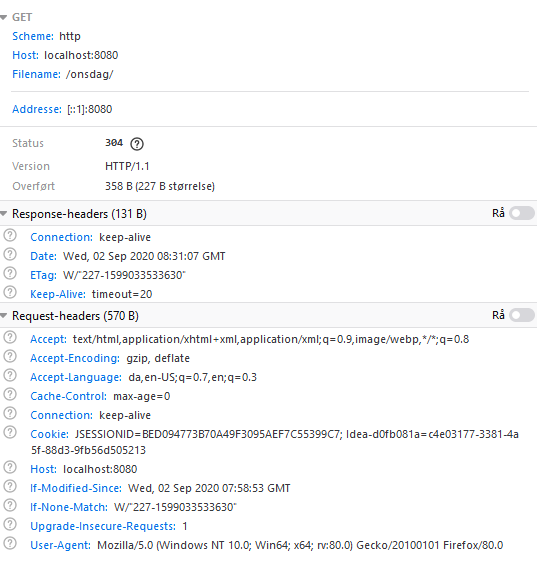 GET
Scheme: http
Host: localhost:8080
Filename: /onsdag/
Addresse: [::1]:8080
Status 304 ?
Version HTTP/1.1
Overført 358 B (227 B størrelse)
Response-headers (131 B) Rå
? Connection: keep-alive
? Date: Wed, 02 Sep 2020 08:31:07 GMT
? ETag: W/"227-1599033533630"
? Keep-Alive: timeout=20
Request-headers (570 B) Rå
? Accept: text/html,application/xhtml+xml,application/xml;q=0.9,image/webp,*/*;q=0.8
? Accept-Encoding: gzip, deflate
? Accept-Language: da,en-US;q=0.7,en;q=0.3
? Cache-Control: max-age=0
? Connection: keep-alive
? Cookie: JSESSIONID=BED094773B70A49F3095AEF7C55399C7; Idea-d0fb081a=c4e03177-3381-4a
5f-88d3-9fb56d505213
? Host: localhost:8080
? If-Modified-Since: Wed, 02 Sep 2020 07:58:53 GMT
? If-None-Match: W/"227-1599033533630"
? Upgrade-Insecure-Requests: 1
? User-Agent: Mozilla/5.0 (Windows NT 10.0; Win64; x64; rv:80.0) Gecko/20100101 Firefox/80.0